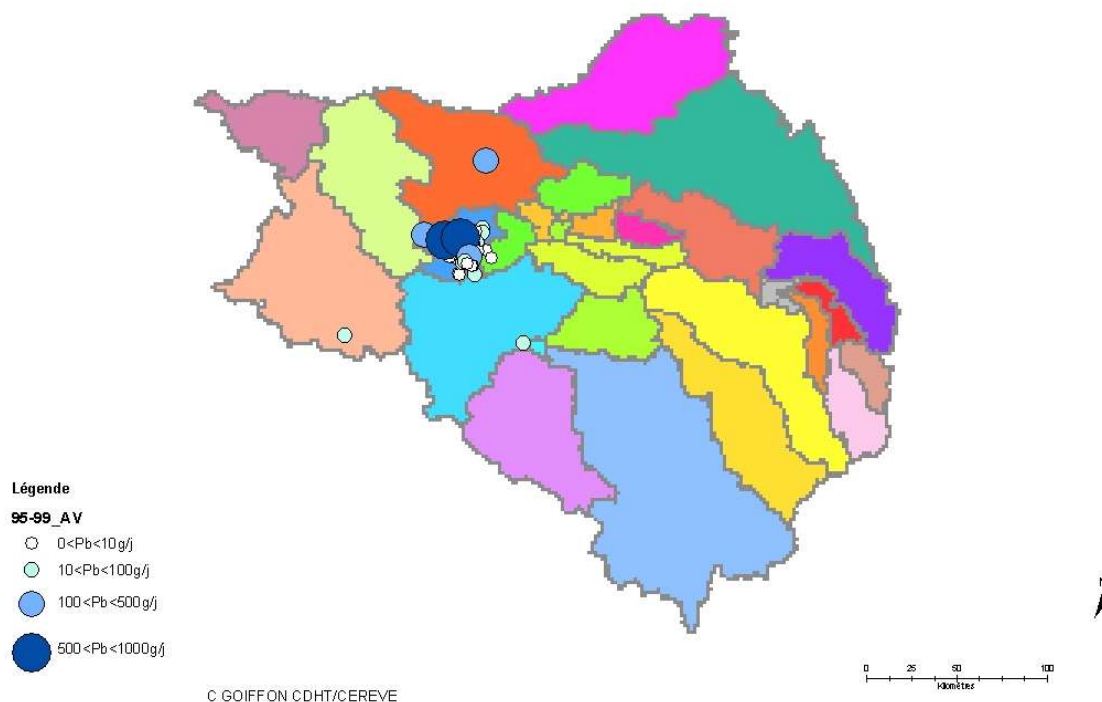 Légende
95-99_AV
0<Pb<10g/j
10<Pb<100g/j
100<Pb<500g/j
500<Pb<1000g/j
0 25 50 100
Kilomètres
C GOIFFON CDHT/CEREVE